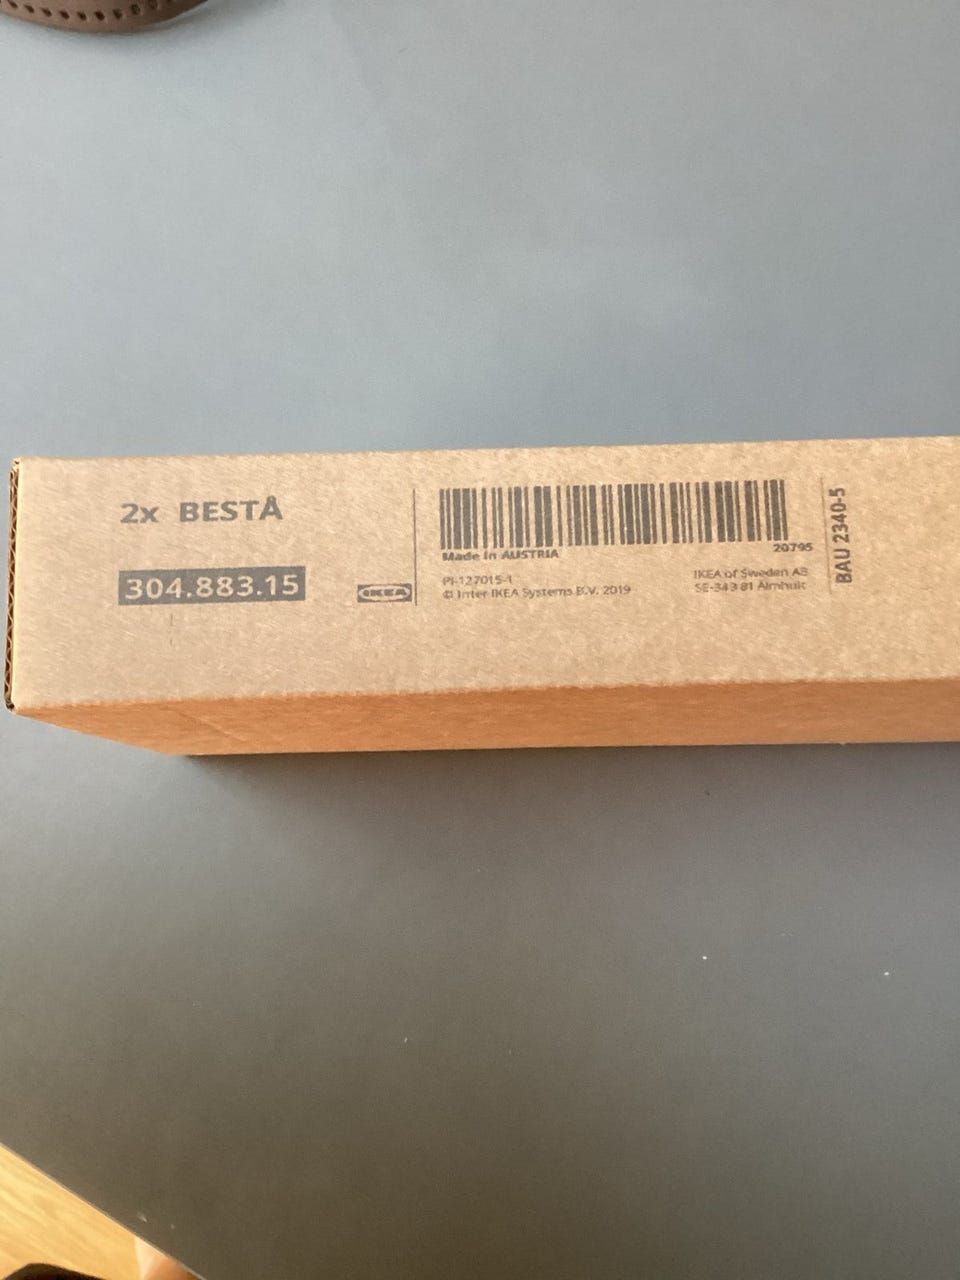 2x BESTÅ
304.883.15
IKEA
Made in AUSTRIA
20795
PI-127015-1
© Inter IKEA Systems B.V. 2019
IKEA of Sweden AB
SE-343 81 Älmhult
BAU 2340-5